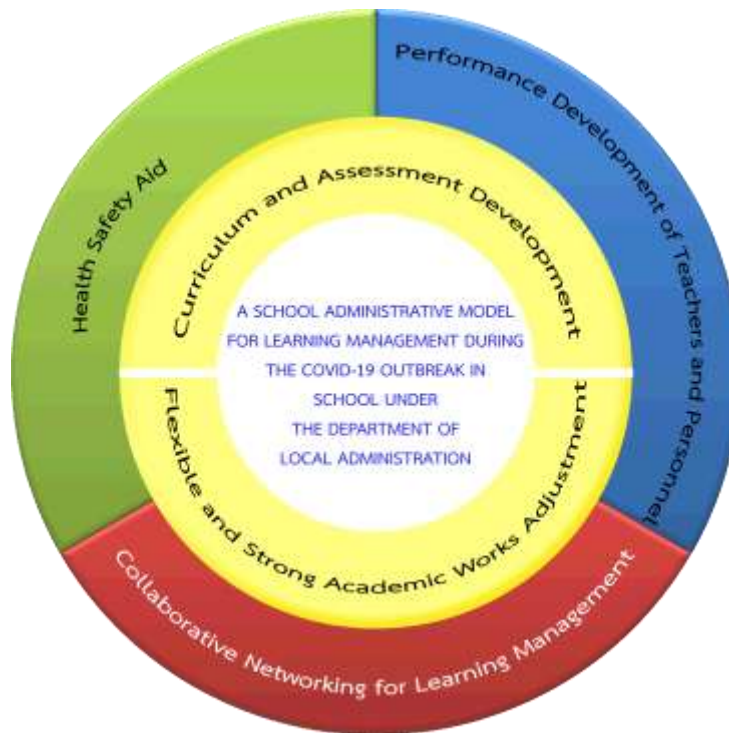 Performance Development of Teachers and Personnel
Health Safety Aid
Curriculum and Assessment Development
A SCHOOL ADMINISTRATIVE MODEL
FOR LEARNING MANAGEMENT DURING
THE COVID-19 OUTBREAK IN
SCHOOL UNDER
THE DEPARTMENT OF
LOCAL ADMINISTRATION
Flexible and Strong Academic Works Adjustment
Collaborative Networking for Learning Management